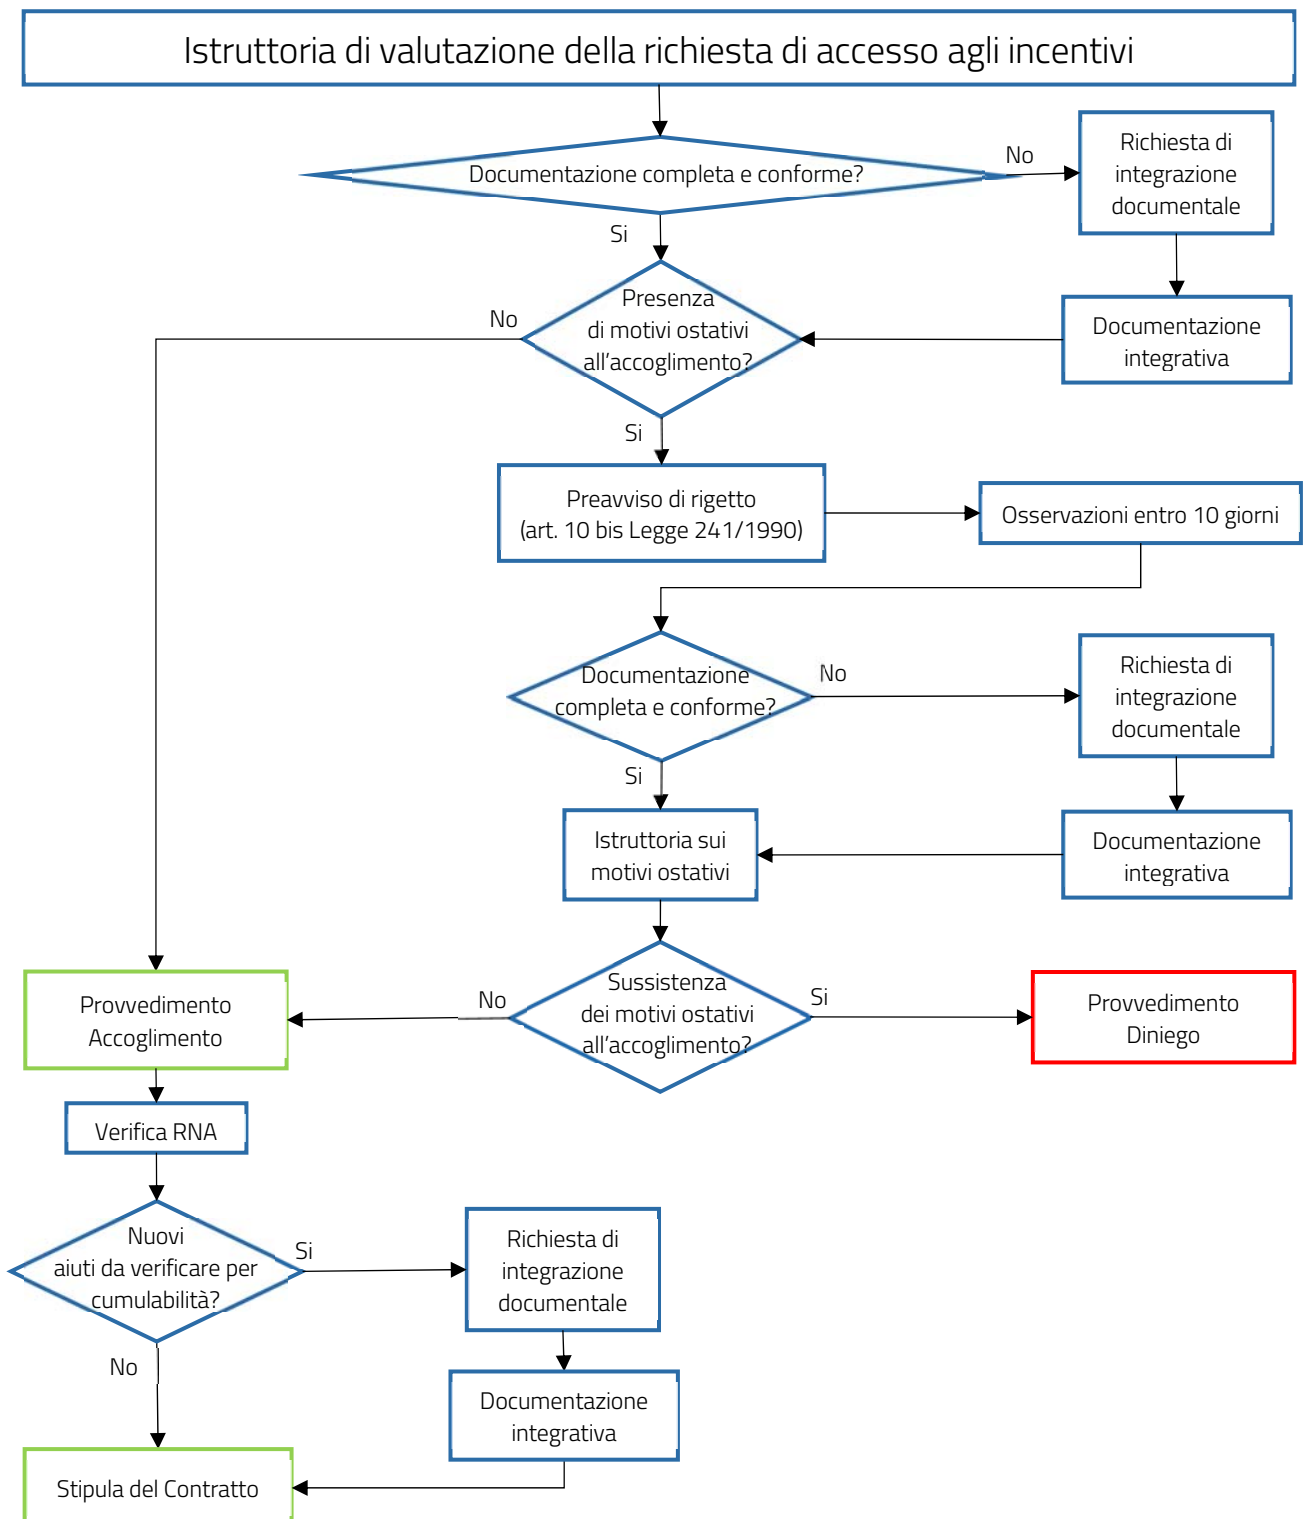 Istruttoria di valutazione della richiesta di accesso agli incentivi
Documentazione completa e conforme?
No
Richiesta di
integrazione
documentale
Si
Presenza
di motivi ostativi
all'accoglimento?
No
Documentazione
integrativa
Si
Preavviso di rigetto
(art. 10 bis Legge 241/1990)
Osservazioni entro 10 giorni
Documentazione
completa e conforme?
No
Richiesta di
integrazione
documentale
Si
Istruttoria sui
motivi ostativi
Documentazione
integrativa
Sussistenza
dei motivi ostativi
all'accoglimento?
No
Si
Provvedimento
Accoglimento
Provvedimento
Diniego
Verifica RNA
Nuovi
aiuti da verificare per
cumulabilità?
Si
Richiesta di
integrazione
documentale
No
Documentazione
integrativa
Stipula del Contratto